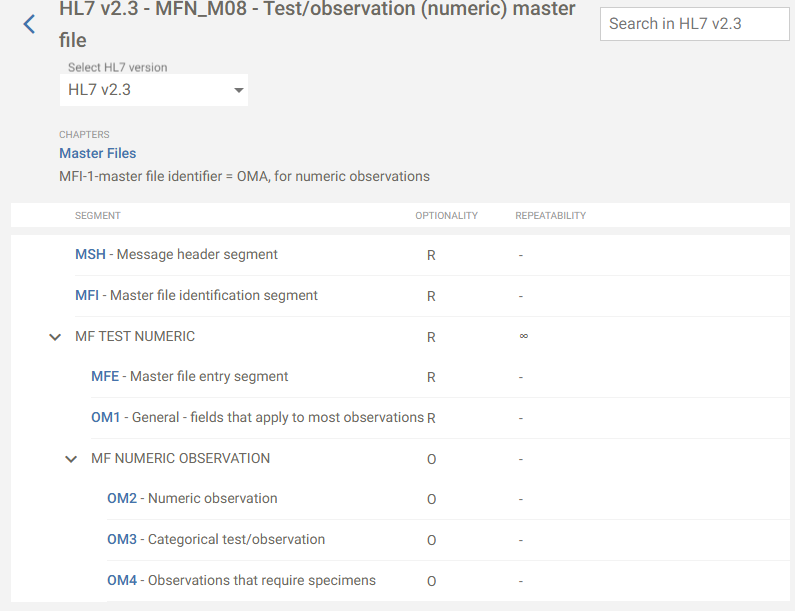 HL7 v2.3 - MFN_M08 - Test/observation (numeric) master
file
Search in HL7 v2.3
Select HL7 version
HL7 v2.3
CHAPTERS
Master Files
MFI-1-master file identifier = OMA, for numeric observations
SEGMENT OPTIONALITY REPEATABILITY
MSH - Message header segment R -
MFI - Master file identification segment R -
MF TEST NUMERIC R ∞
MFE - Master file entry segment R -
OM1 - General - fields that apply to most observations R -
MF NUMERIC OBSERVATION O -
OM2 - Numeric observation O -
OM3 - Categorical test/observation O -
OM4 - Observations that require specimens O -